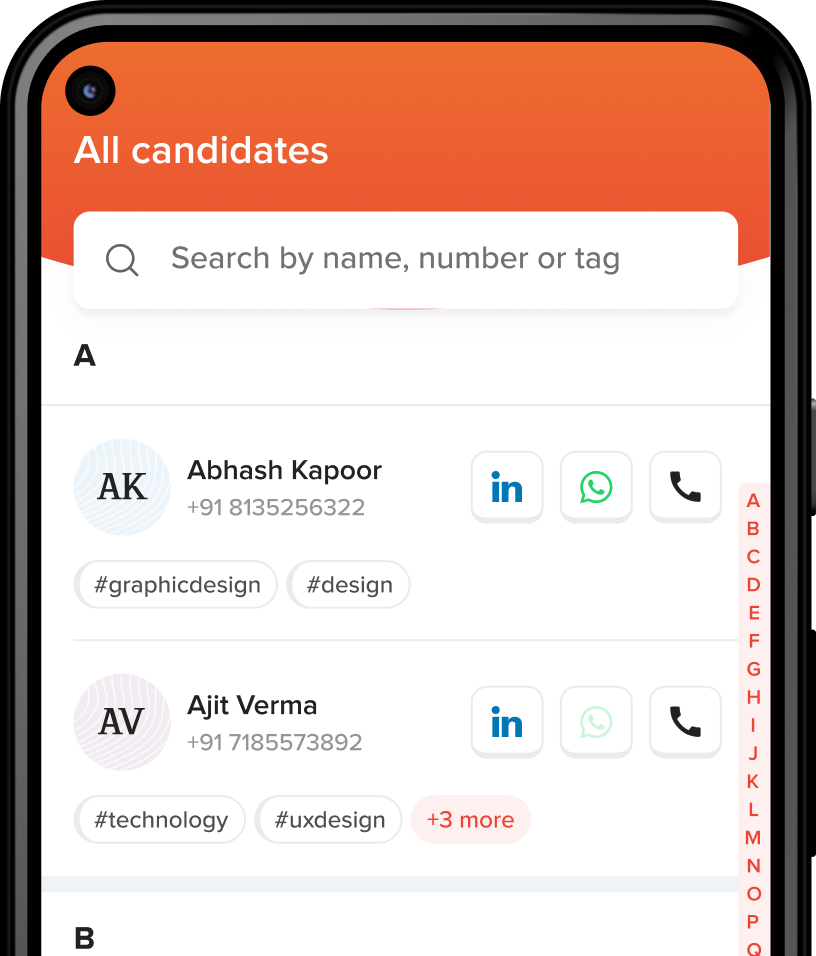 All candidates
Search by name, number or tag
A
AK
Abhash Kapoor
+91 8135256322
in
#graphicdesign
#design
AV
Ajit Verma
+91 7185573892
in
#technology
#uxdesign
+3 more
B
A
B
C
D
E
F
G
H
I
J
K
L
M
N
O
P
Q